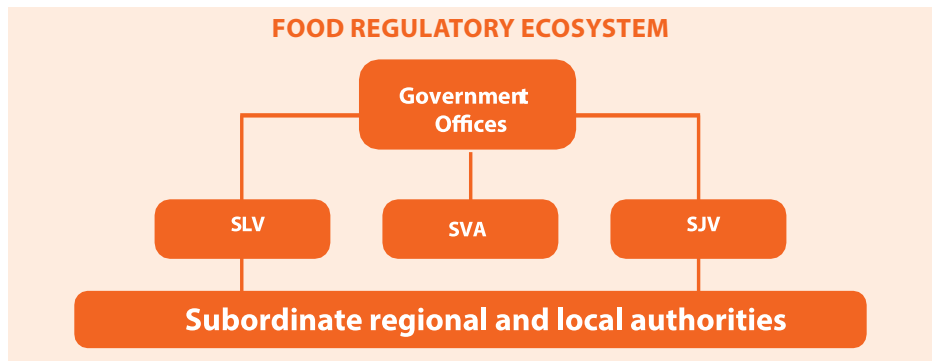 FOOD REGULATORY ECOSYSTEM
Government
Offices
SLV
SVA
SJV
Subordinate regional and local authorities